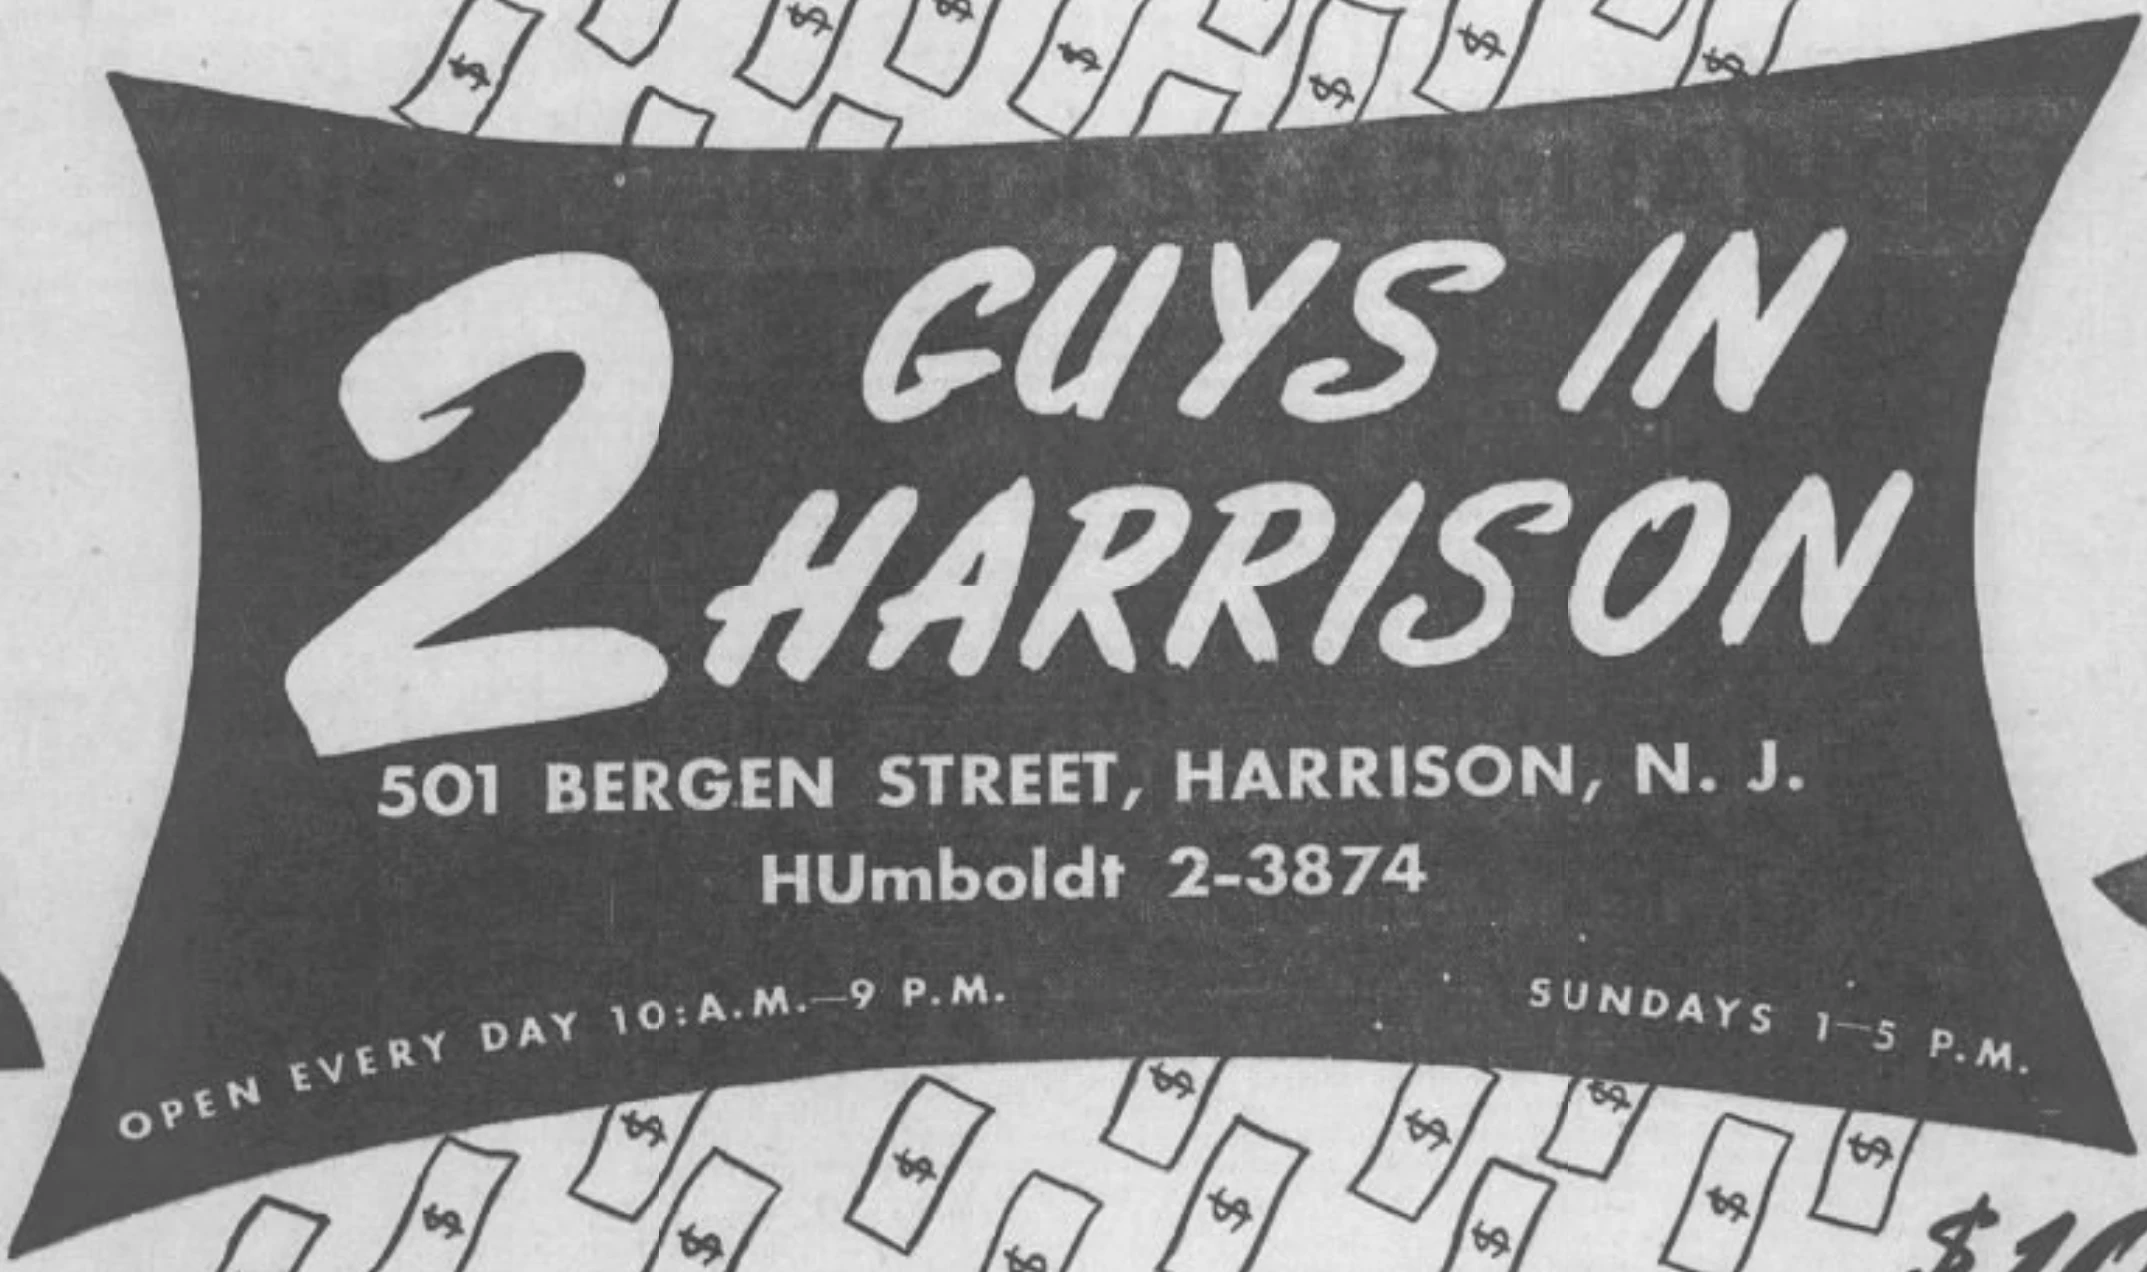 2 GUYS IN
HARRISON
501 BERGEN STREET, HARRISON, N. J.
HUmboldt 2-3874
OPEN EVERY DAY 10:A.M.—9 P.M.
SUNDAYS 1—5 P.M.